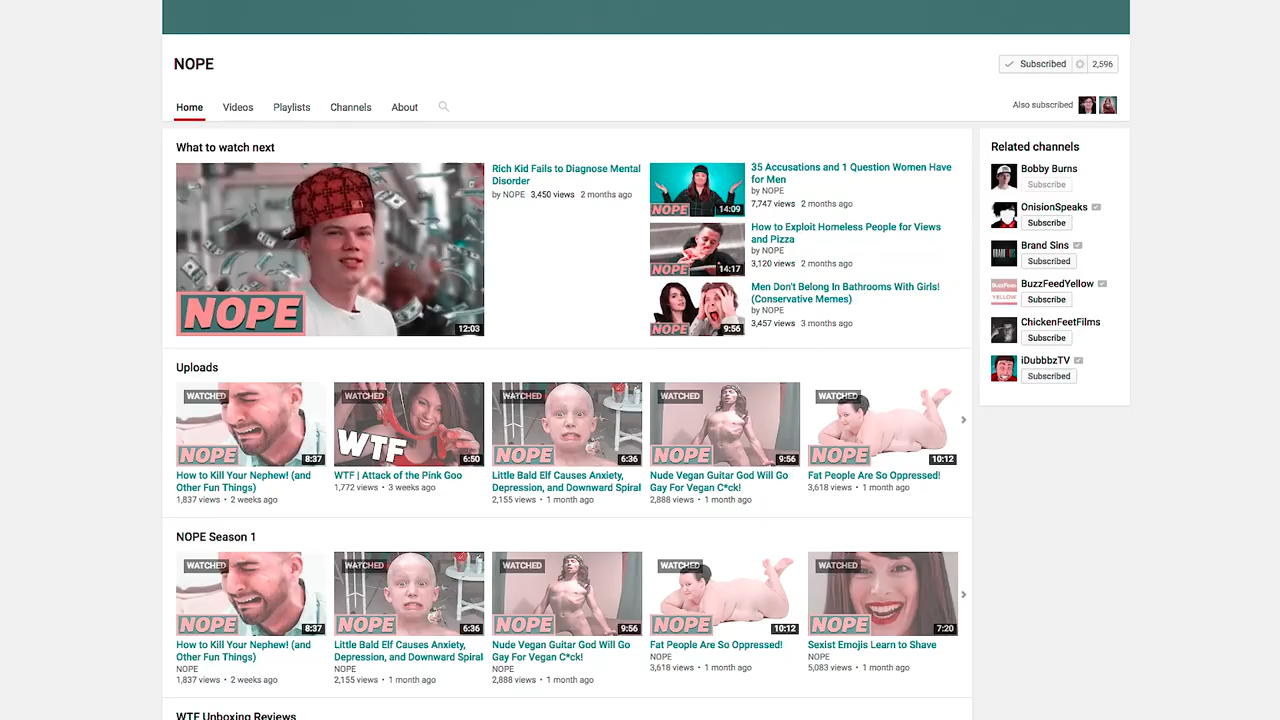 NOPE
Subscribed 2,596
Home Videos Playlists Channels About
Also subscribed
What to watch next
NOPE
12:03
Rich Kid Fails to Diagnose Mental
Disorder
by NOPE 3,450 views 2 months ago
NOPE
14:09
35 Accusations and 1 Question Women Have
for Men
by NOPE
7,747 views 2 months ago
NOPE
14:17
How to Exploit Homeless People for Views
and Pizza
by NOPE
3,120 views 2 months ago
NOPE
9:56
Men Don't Belong In Bathrooms With Girls!
(Conservative Memes)
by NOPE
3,457 views 3 months ago
Related channels
Bobby Burns
Subscribe
OnisionSpeaks
Subscribe
Brand Sins
Subscribed
BuzzFeed
YELLOW
BuzzFeedYellow
Subscribe
ChickenFeetFilms
Subscribe
iDubbbzTV
Subscribed
Uploads
WATCHED
NOPE
8:37
How to Kill Your Nephew! (and
Other Fun Things)
1,837 views • 2 weeks ago
WATCHED
WTF
6:50
WTF | Attack of the Pink Goo
1,772 views • 3 weeks ago
WATCHED
NOPE
6:36
Little Bald Elf Causes Anxiety,
Depression, and Downward Spiral
2,155 views • 1 month ago
WATCHED
NOPE
9:56
Nude Vegan Guitar God Will Go
Gay For Vegan C*ck!
2,888 views • 1 month ago
WATCHED
NOPE
10:12
Fat People Are So Oppressed!
3,618 views • 1 month ago
NOPE Season 1
WATCHED
NOPE
8:37
How to Kill Your Nephew! (and
Other Fun Things)
NOPE
1,837 views • 2 weeks ago
WATCHED
NOPE
6:36
Little Bald Elf Causes Anxiety,
Depression, and Downward Spiral
NOPE
2,155 views • 1 month ago
WATCHED
NOPE
9:56
Nude Vegan Guitar God Will Go
Gay For Vegan C*ck!
NOPE
2,888 views • 1 month ago
WATCHED
NOPE
10:12
Fat People Are So Oppressed!
NOPE
3,618 views • 1 month ago
WATCHED
NOPE
7:20
Sexist Emojis Learn to Shave
NOPE
5,083 views • 1 month ago
WTF Unboxing Reviews